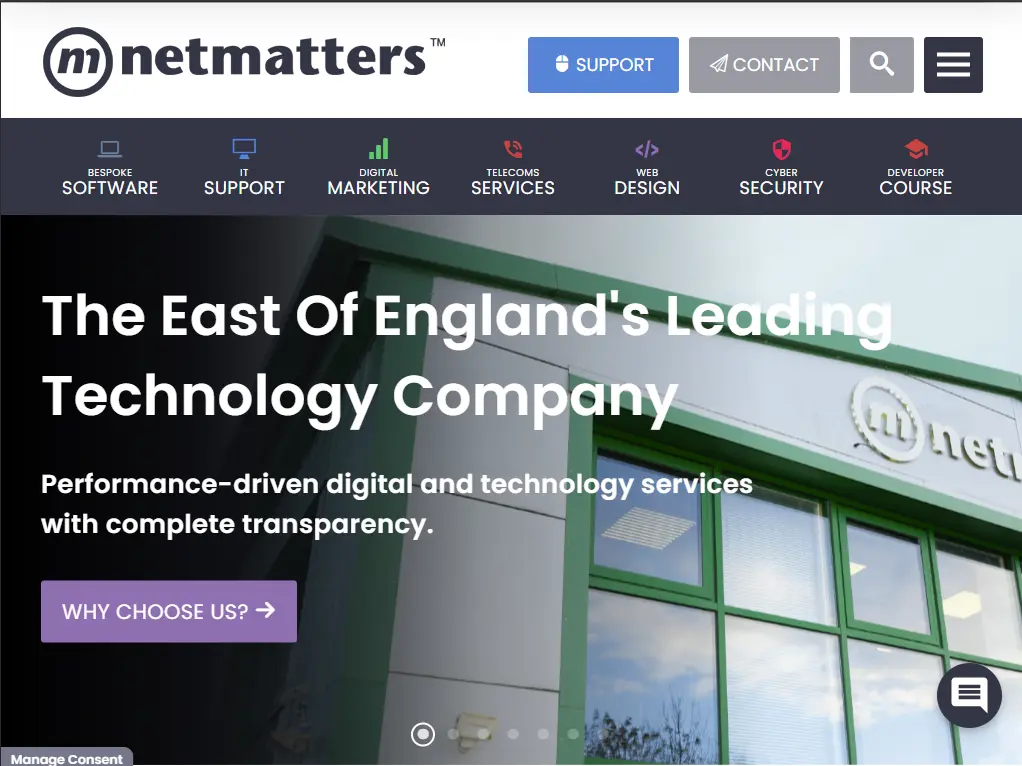 m netmatters™
SUPPORT
CONTACT
BESPOKE
SOFTWARE
IT
SUPPORT
DIGITAL
MARKETING
TELECOMS
SERVICES
</>
WEB
DESIGN
CYBER
SECURITY
DEVELOPER
COURSE
The East Of England's Leading
Technology Company
m netm
Performance-driven digital and technology services
with complete transparency.
WHY CHOOSE US? →
Manage Consent